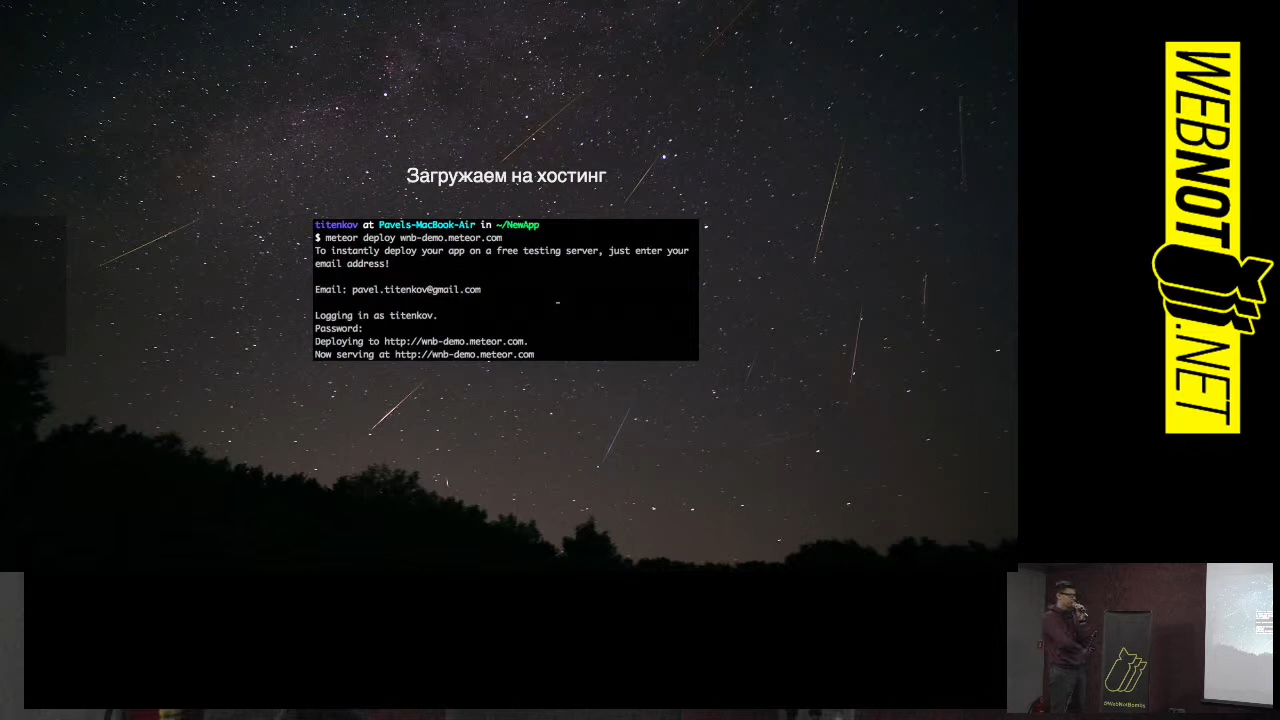 Загружаем на хостинг
titenkov at Pavels-MacBook-Air in ~/NewApp
$ meteor deploy wnb-demo.meteor.com
To instantly deploy your app on a free testing server, just enter your
email address!
Email: pavel.titenkov@gmail.com
Logging in as titenkov.
Password:
Deploying to http://wnb-demo.meteor.com.
Now serving at http://wnb-demo.meteor.com
WEBNOT
.NET
#WebNotBombs